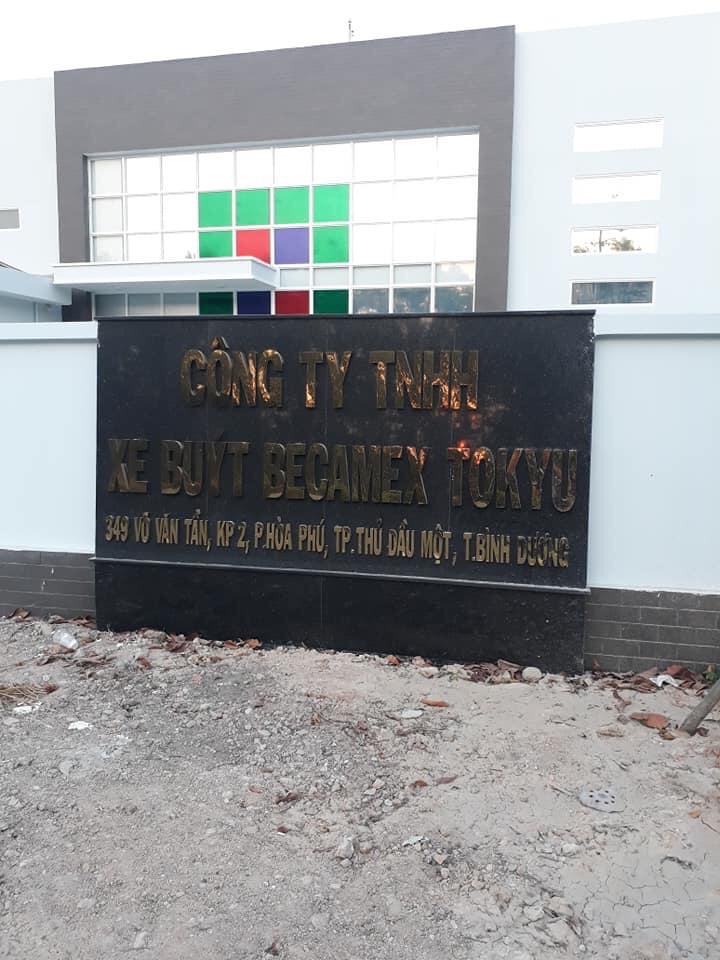 CÔNG TY TNHH
XE BUÝT BECAMEX TOKYU
349 VÕ VĂN TẦN, KP 2, P.HÒA PHÚ, TP.THỦ DẦU MỘT, T.BÌNH DƯƠNG